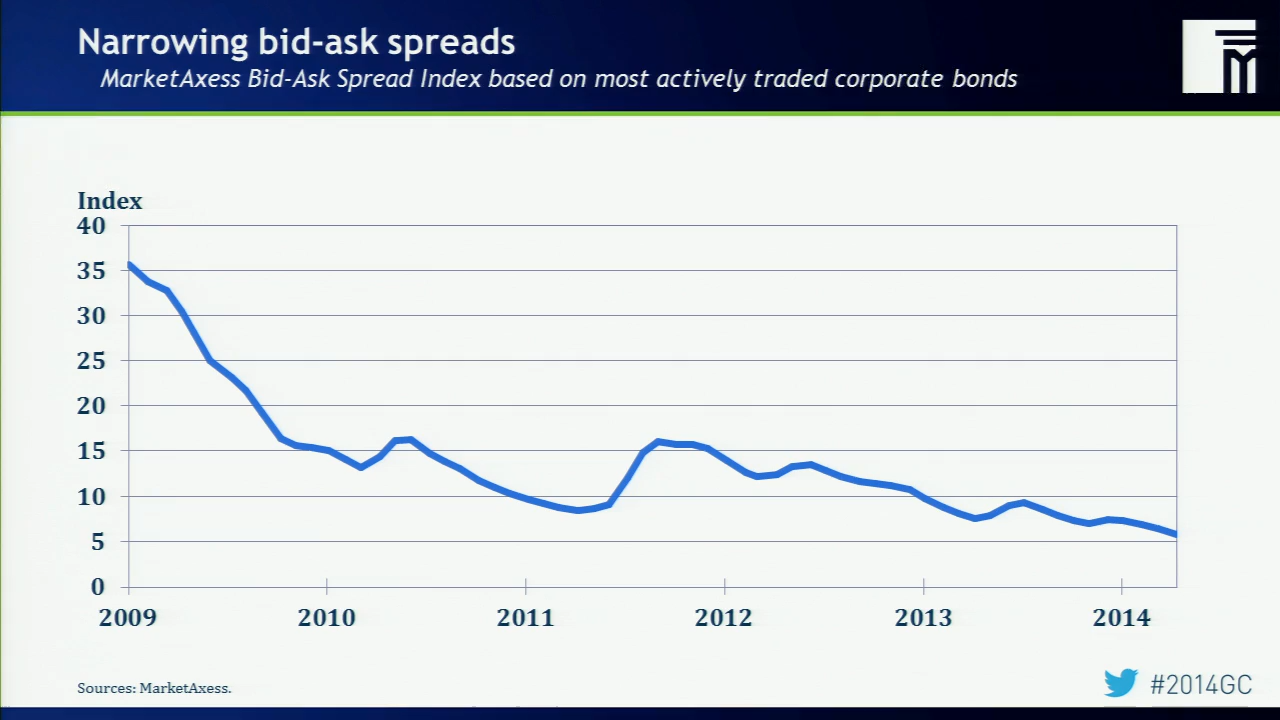 Narrowing bid-ask spreads
MarketAxess Bid-Ask Spread Index based on most actively traded corporate bonds
Index
40
35
30
25
20
15
10
5
0
2009 2010 2011 2012 2013 2014
Sources: MarketAxess.
#2014GC